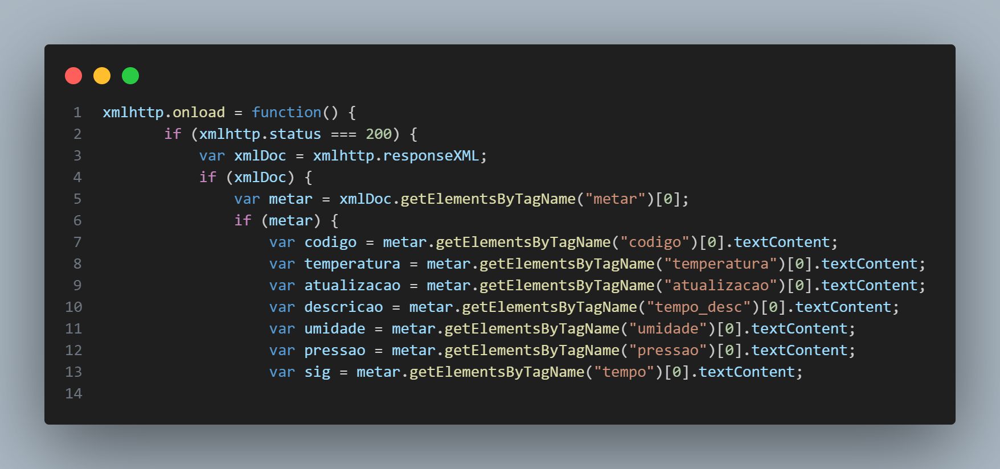 1 xmlhttp.onload = function() {
2 if (xmlhttp.status === 200) {
3 var xmlDoc = xmlhttp.responseXML;
4 if (xmlDoc) {
5 var metar = xmlDoc.getElementsByTagName("metar")[0];
6 if (metar) {
7 var codigo = metar.getElementsByTagName("codigo")[0].textContent;
8 var temperatura = metar.getElementsByTagName("temperatura")[0].textContent;
9 var atualizacao = metar.getElementsByTagName("atualizacao")[0].textContent;
10 var descricao = metar.getElementsByTagName("tempo_desc")[0].textContent;
11 var umidade = metar.getElementsByTagName("umidade")[0].textContent;
12 var pressao = metar.getElementsByTagName("pressao")[0].textContent;
13 var sig = metar.getElementsByTagName("tempo")[0].textContent;
14